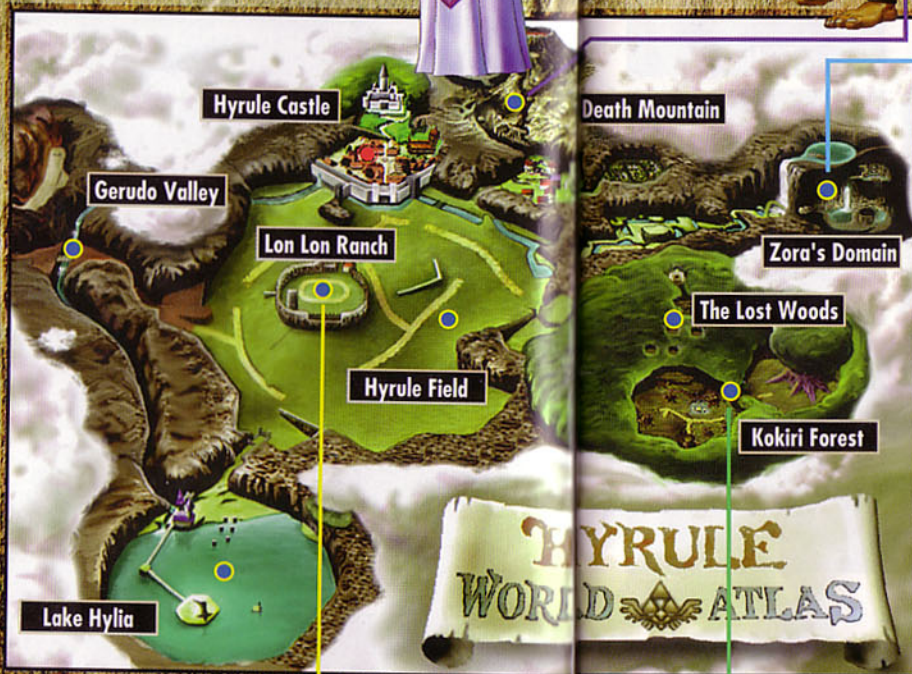 Hyrule Castle
Death Mountain
Gerudo Valley
Lon Lon Ranch
Zora's Domain
The Lost Woods
Hyrule Field
Kokiri Forest
Lake Hylia
HYRULE
WORLD ATLAS